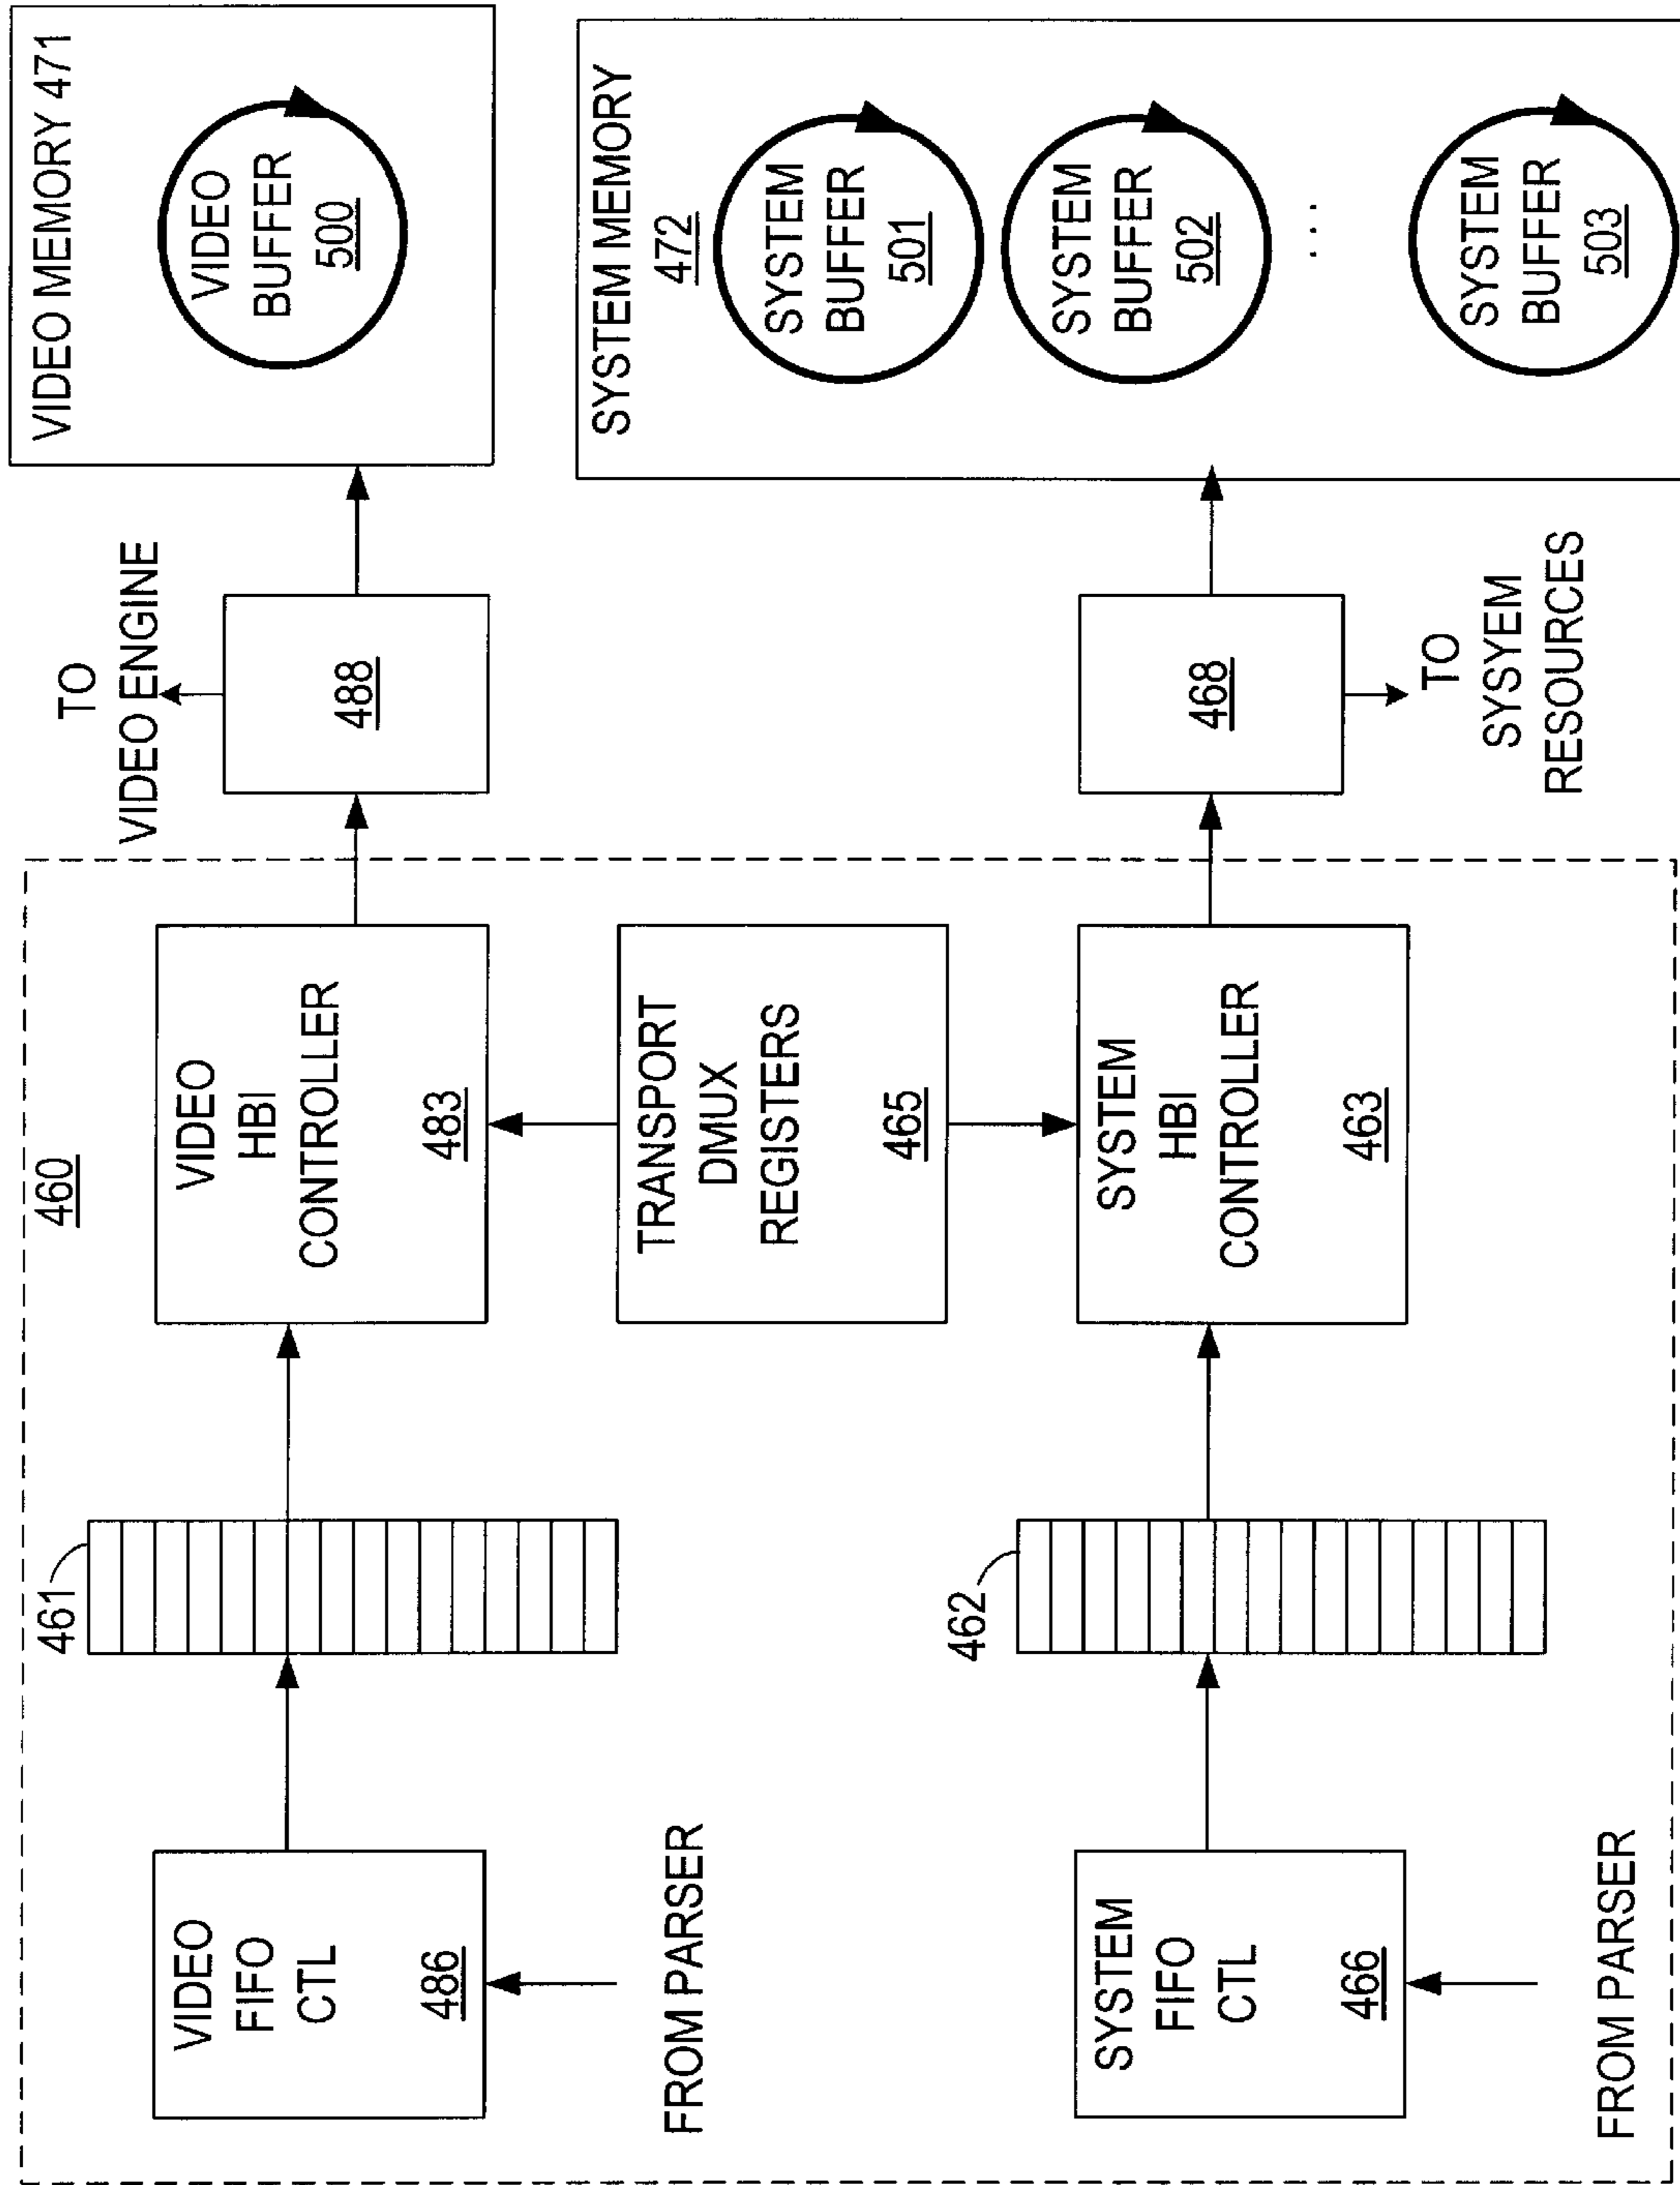 460
VIDEO
FIFO
CTL
486
FROM PARSER
461
VIDEO
HBI
CONTROLLER
483
TRANSPORT
DMUX
REGISTERS
465
SYSTEM
FIFO
CTL
466
FROM PARSER
462
SYSTEM
HBI
CONTROLLER
463
TO
VIDEO ENGINE
488
468
TO
SYSYEM
RESOURCES
VIDEO MEMORY 471
VIDEO
BUFFER
500
SYSTEM MEMORY
472
SYSTEM
BUFFER
501
SYSTEM
BUFFER
502
...
SYSTEM
BUFFER
503